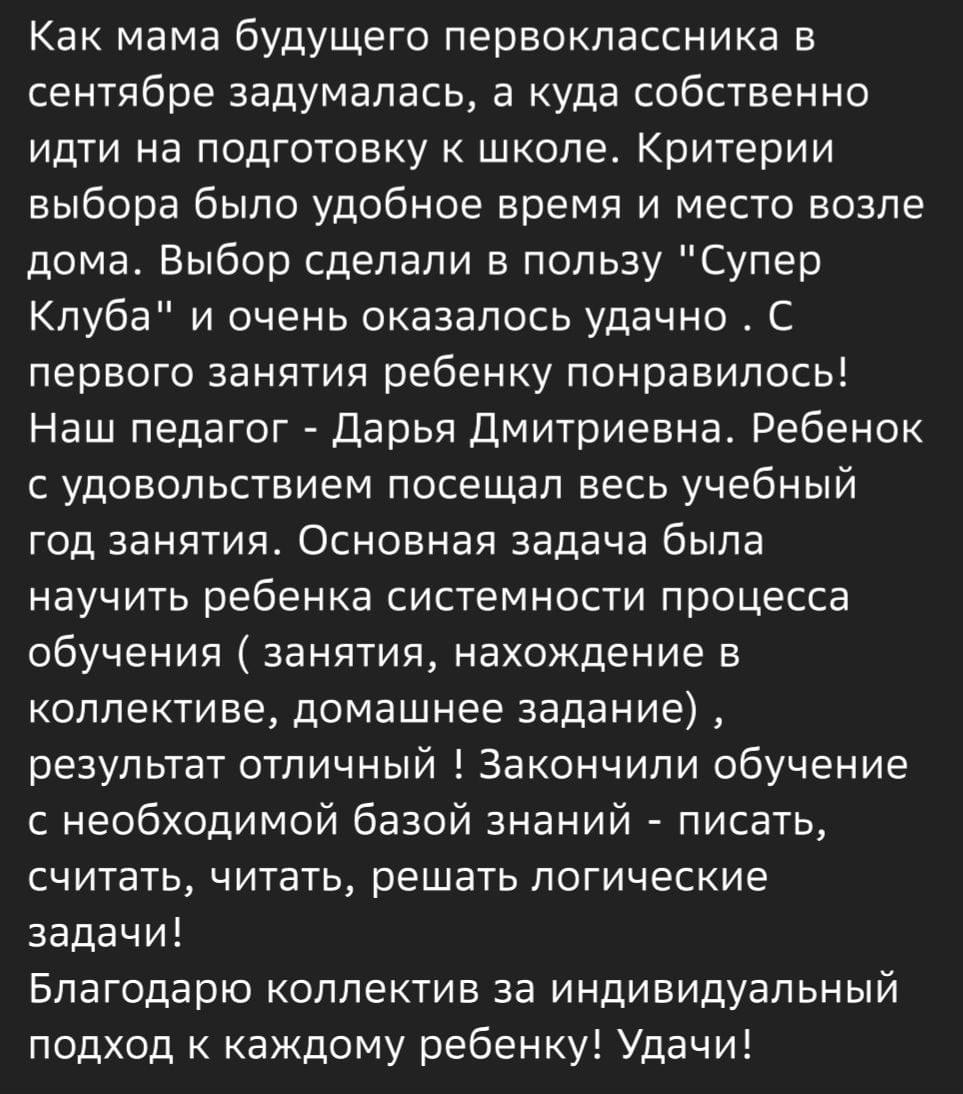 Как мама будущего первоклассника в
сентябре задумалась, а куда собственно
идти на подготовку к школе. Критерии
выбора было удобное время и место возле
дома. Выбор сделали в пользу "Супер
Клуба" и очень оказалось удачно . С
первого занятия ребенку понравилось!
Наш педагог - Дарья Дмитриевна. Ребенок
с удовольствием посещал весь учебный
год занятия. Основная задача была
научить ребенка системности процесса
обучения ( занятия, нахождение в
коллективе, домашнее задание) ,
результат отличный ! Закончили обучение
с необходимой базой знаний - писать,
считать, читать, решать логические
задачи!
Благодарю коллектив за индивидуальный
подход к каждому ребенку! Удачи!